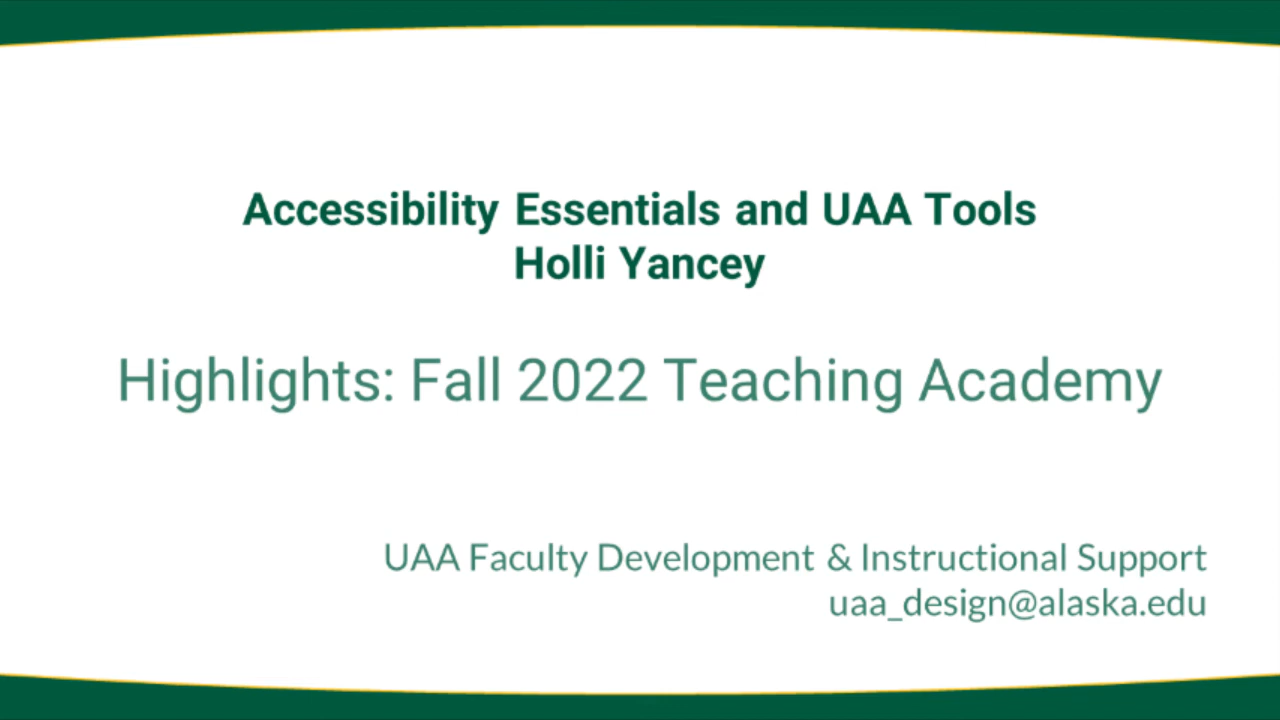 Accessibility Essentials and UAA Tools
Holli Yancey
Highlights: Fall 2022 Teaching Academy
UAA Faculty Development & Instructional Support
uaa_design@alaska.edu